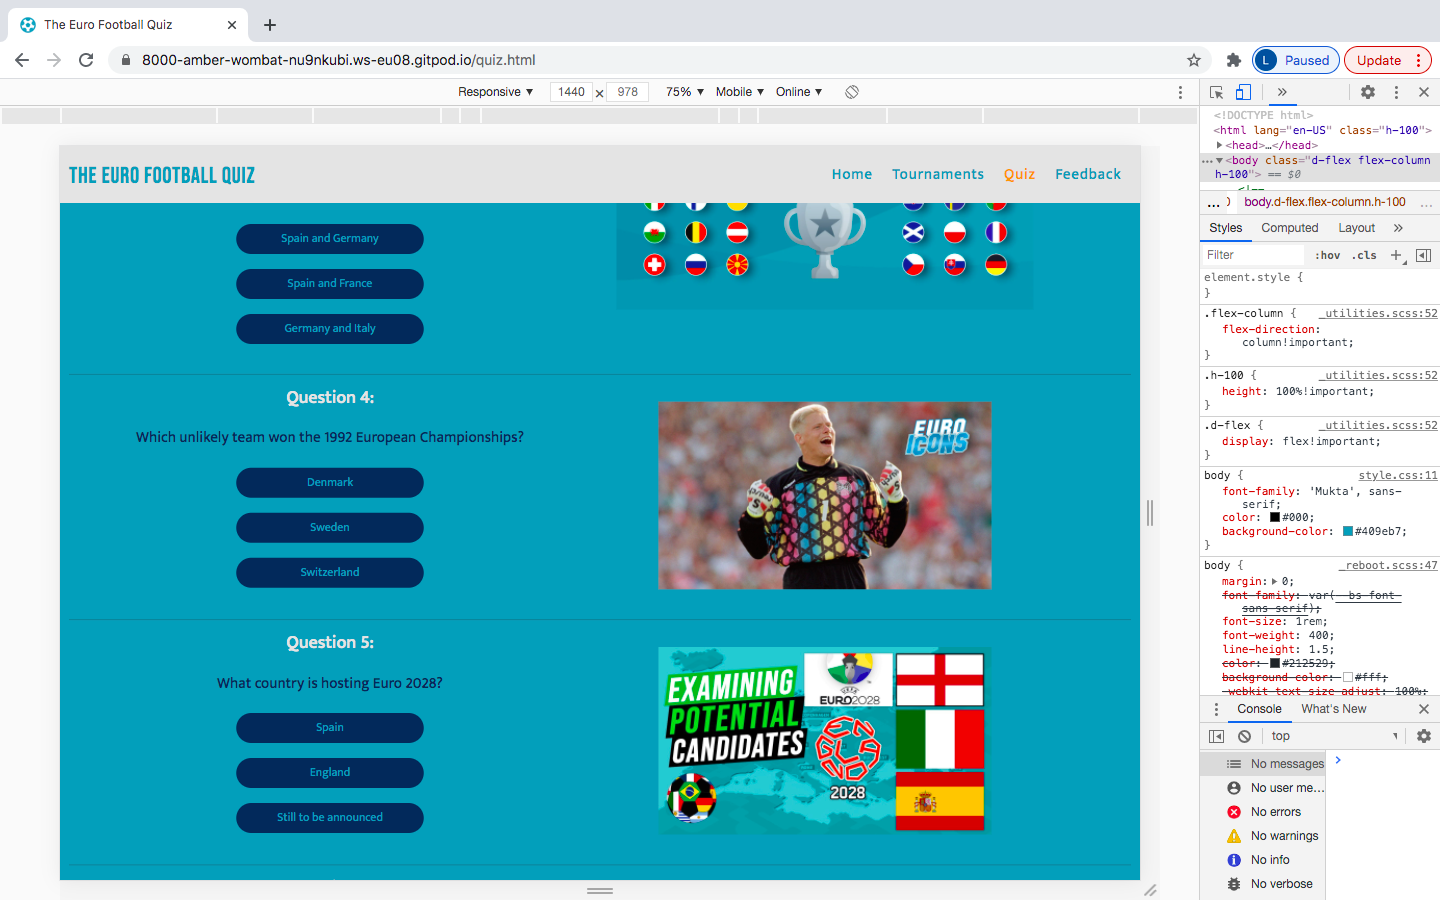 The Euro Football Quiz
8000-amber-wombat-nu9nkubi.ws-eu08.gitpod.io/quiz.html
L Paused
Update
Responsive ▼ 1440 × 978 75% ▼ Mobile ▼ Online ▼
THE EURO FOOTBALL QUIZ
Home Tournaments Quiz Feedback
Spain and Germany
Spain and France
Germany and Italy
Question 4:
Which unlikely team won the 1992 European Championships?
Denmark
Sweden
Switzerland
EURO
ICONS
Question 5:
What country is hosting Euro 2028?
Spain
England
Still to be announced
EXAMINING
POTENTIAL
CANDIDATES
EURO2028
ENGLAND
2028
<!DOCTYPE html>
<html lang="en-US" class="h-100">
▶<head>…</head>
…▼<body class="d-flex flex-column
h-100"> == $0
<!--
… body.d-flex.flex-column.h-100 …
Styles Computed Layout »
Filter :hov .cls +
element.style {
}
.flex-column { _utilities.scss:52
flex-direction:
column!important;
}
.h-100 { _utilities.scss:52
height: 100%!important;
}
.d-flex { _utilities.scss:52
display: flex!important;
}
body { style.css:11
font-family: 'Mukta', sans-
serif;
color: #000;
background-color: #409eb7;
}
body { _reboot.scss:47
margin: ▶ 0;
font-family: var(--bs-font-
sans-serif);
font-size: 1rem;
font-weight: 400;
line-height: 1.5;
color: #212529;
background-color: #fff;
-webkit-text-size-adjust: 100%;
Console What's New
top ▼
No messages
No user me…
No errors
No warnings
No info
No verbose